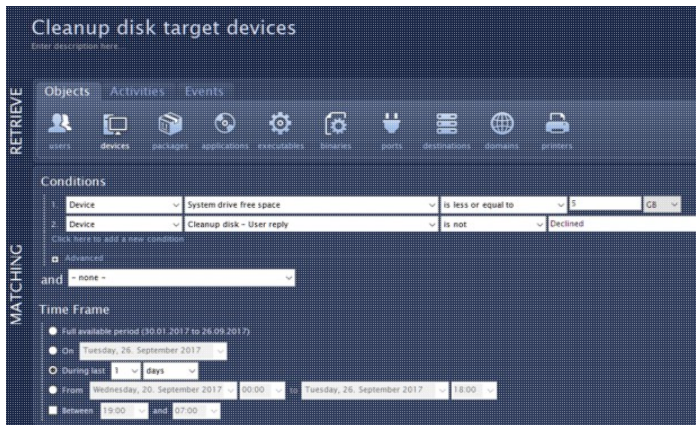 Cleanup disk target devices
Enter description here...
RETRIEVE
Objects Activities Events
users devices packages applications executables binaries ports destinations domains printers
MATCHING
Conditions
1. Device System drive free space is less or equal to 5 GB
2. Device Cleanup disk - User reply is not Declined
Click here to add a new condition
Advanced
and - none -
Time Frame
Full available period (30.01.2017 to 26.09.2017)
On Tuesday, 26. September 2017
During last 1 days
From Wednesday, 20. September 2017 00:00 to Tuesday, 26. September 2017 18:00
Between 19:00 and 07:00